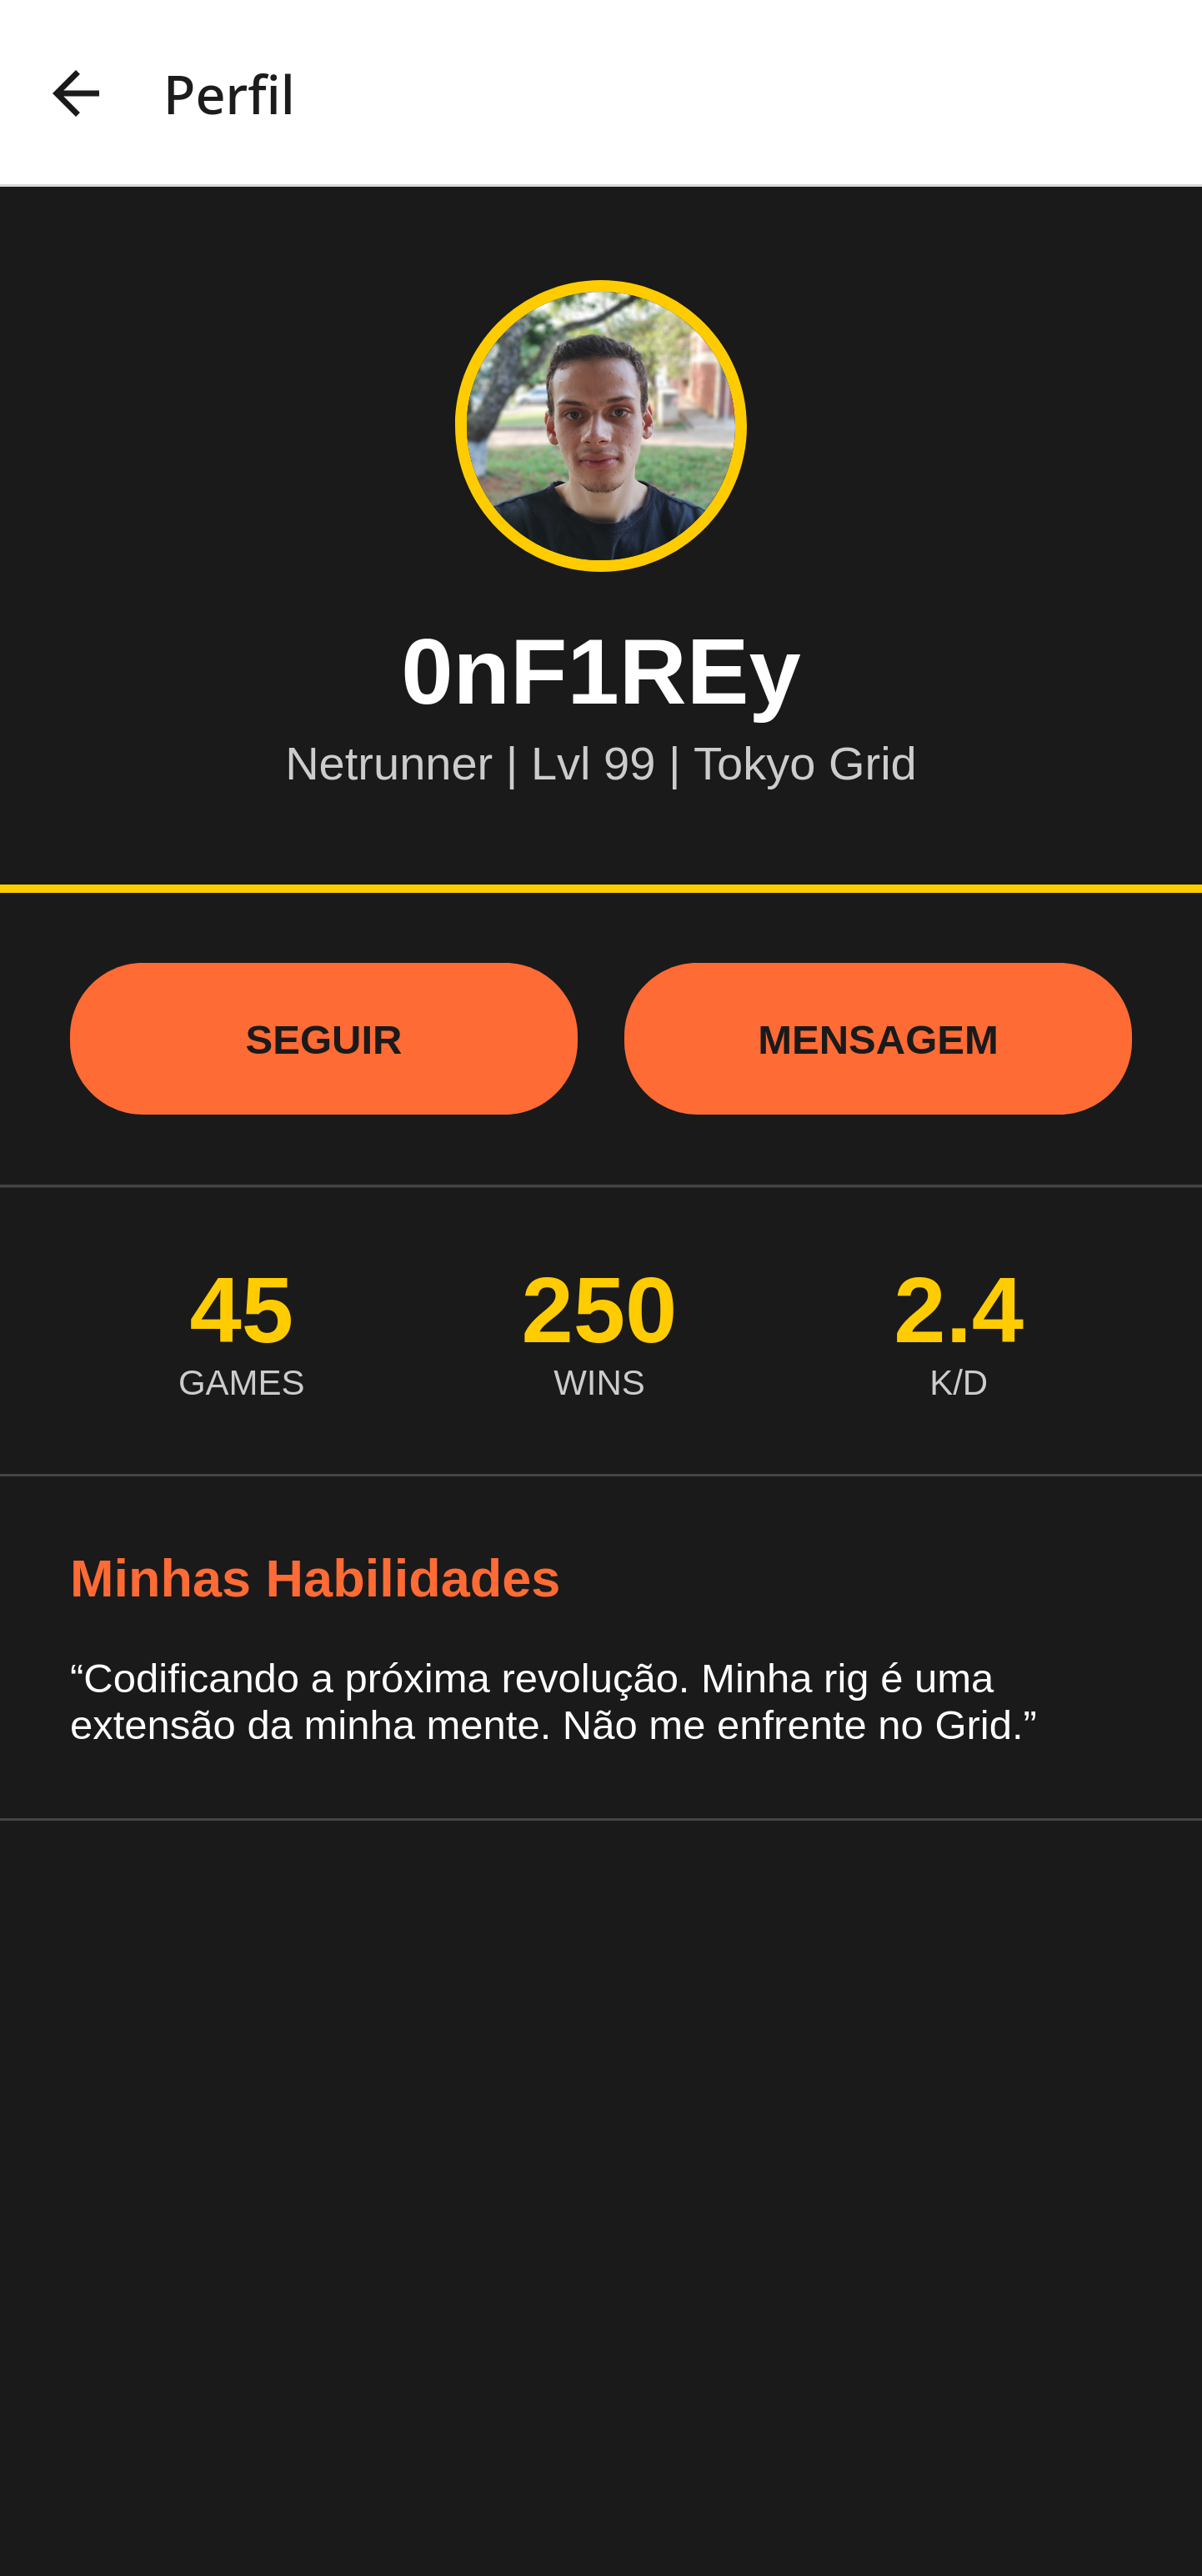 Perfil
0nF1REy
Netrunner | Lvl 99 | Tokyo Grid
SEGUIR
MENSAGEM
45
GAMES
250
WINS
2.4
K/D
Minhas Habilidades
“Codificando a próxima revolução. Minha rig é uma
extensão da minha mente. Não me enfrente no Grid.”